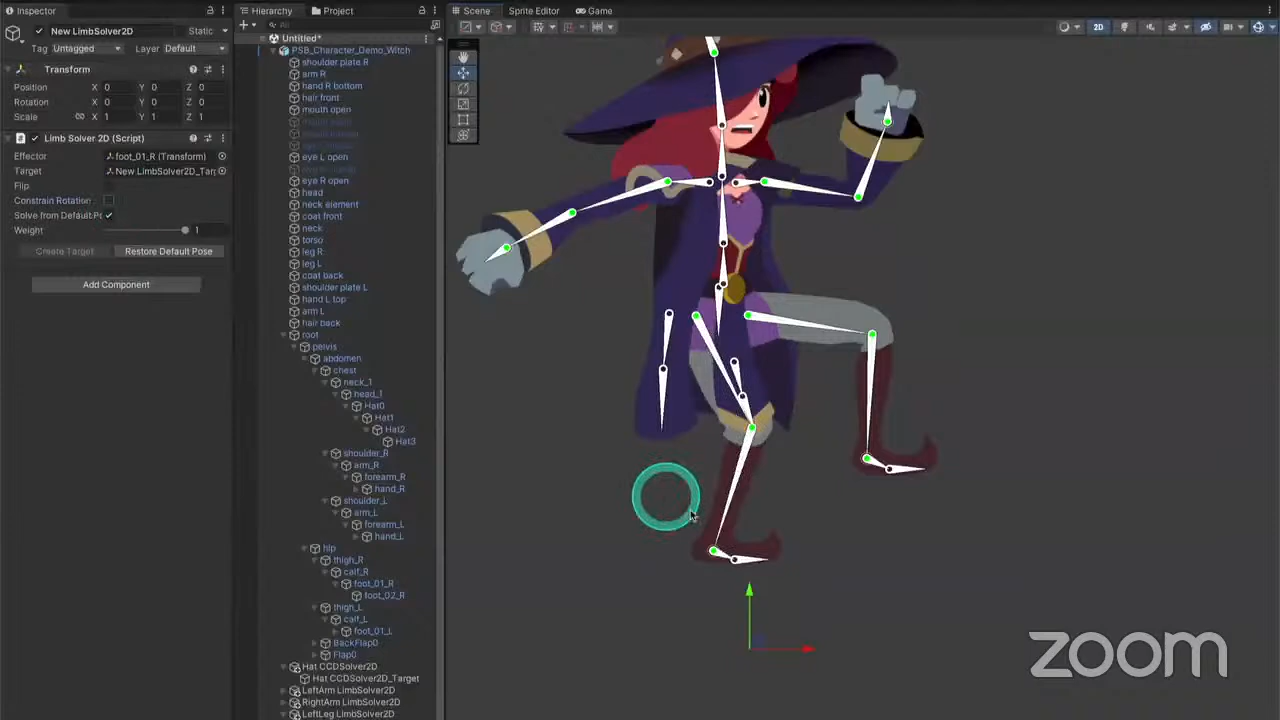 Inspector
New LimbSolver2D
Static
Tag Untagged Layer Default
Transform
Position X 0 Y 0 Z 0
Rotation X 0 Y 0 Z 0
Scale X 1 Y 1 Z 1
Limb Solver 2D (Script)
Effector foot_01_R (Transform)
Target New LimbSolver2D_Targ
Flip
Constrain Rotation
Solve from Default Po
Weight 1
Create Target Restore Default Pose
Add Component
Hierarchy Project
All
Untitled*
PSB_Character_Demo_Witch
shoulder plate R
arm R
hand R bottom
hair front
mouth open
eye L open
eye R open
head
neck element
coat front
neck
torso
leg R
leg L
coat back
shoulder plate L
hand L top
arm L
hair back
root
pelvis
abdomen
chest
neck_1
head_1
Hat0
Hat1
Hat2
Hat3
shoulder_R
arm_R
forearm_R
hand_R
shoulder_L
arm_L
forearm_L
hand_L
hip
thigh_R
calf_R
foot_01_R
foot_02_R
thigh_L
calf_L
foot_01_L
BackFlap0
Flap0
Hat CCDSolver2D
Hat CCDSolver2D_Target
LeftArm LimbSolver2D
RightArm LimbSolver2D
LeftLeg LimbSolver2D
Scene Sprite Editor Game
2D
zoom